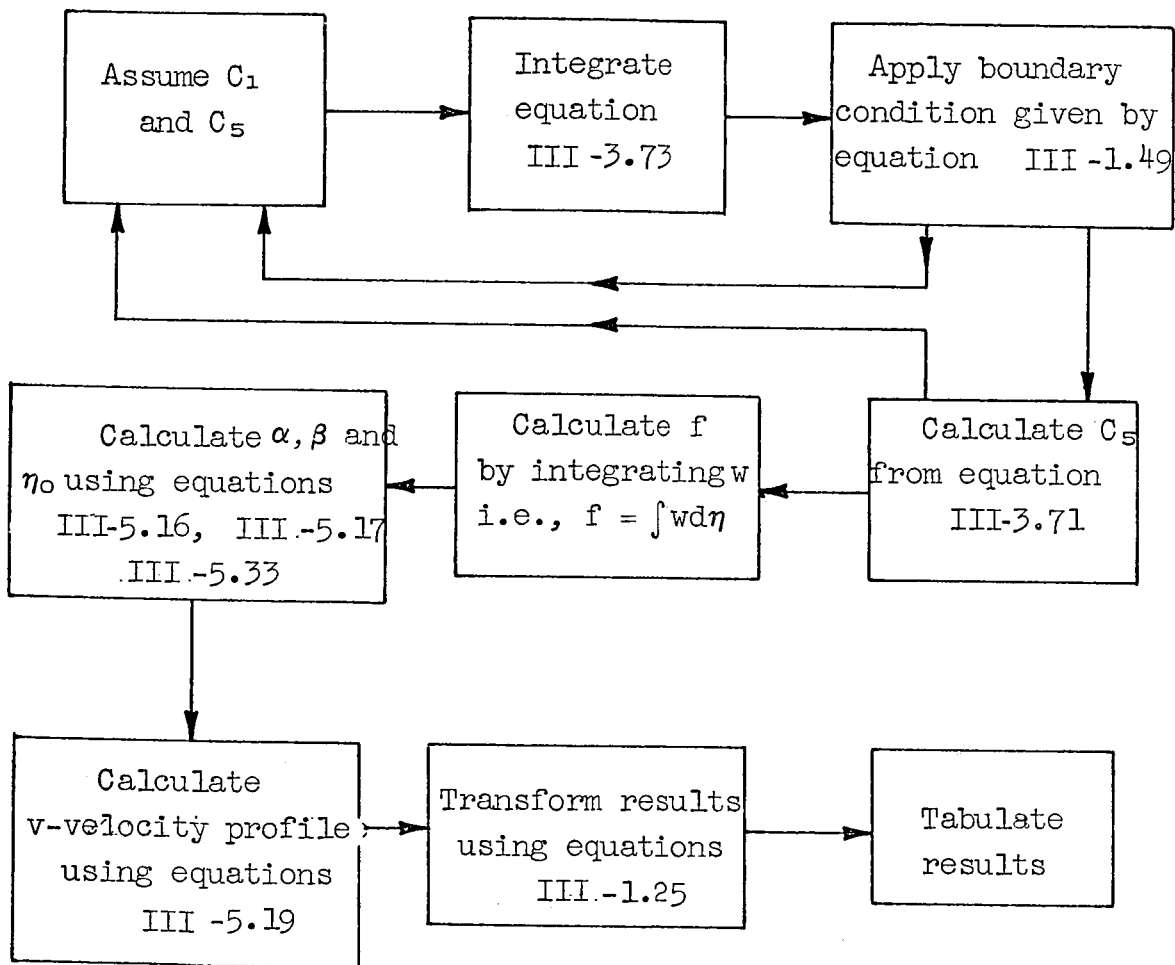 Assume C₁
and C₅
Integrate
equation
III -3.73
Apply boundary
condition given by
equation III -1.49
Calculate α, β and
η₀ using equations
III-5.16, III.-5.17
.III.-5.33
Calculate f
by integrating w
i.e., f = ∫wdη
Calculate C₅
from equation
III-3.71
Calculate
v-velocity profile
using equations
III -5.19
Transform results
using equations
III.-1.25
Tabulate
results